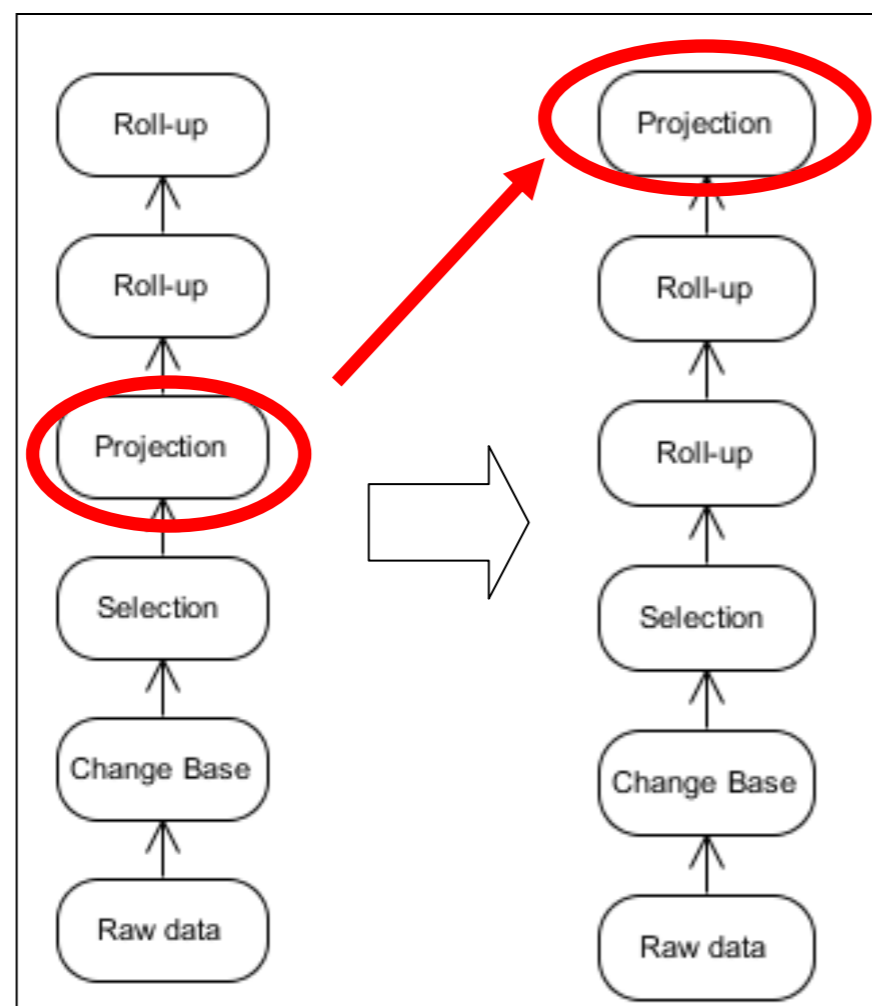 Roll-up
Roll-up
Projection
Selection
Change Base
Raw data
Projection
Roll-up
Roll-up
Selection
Change Base
Raw data